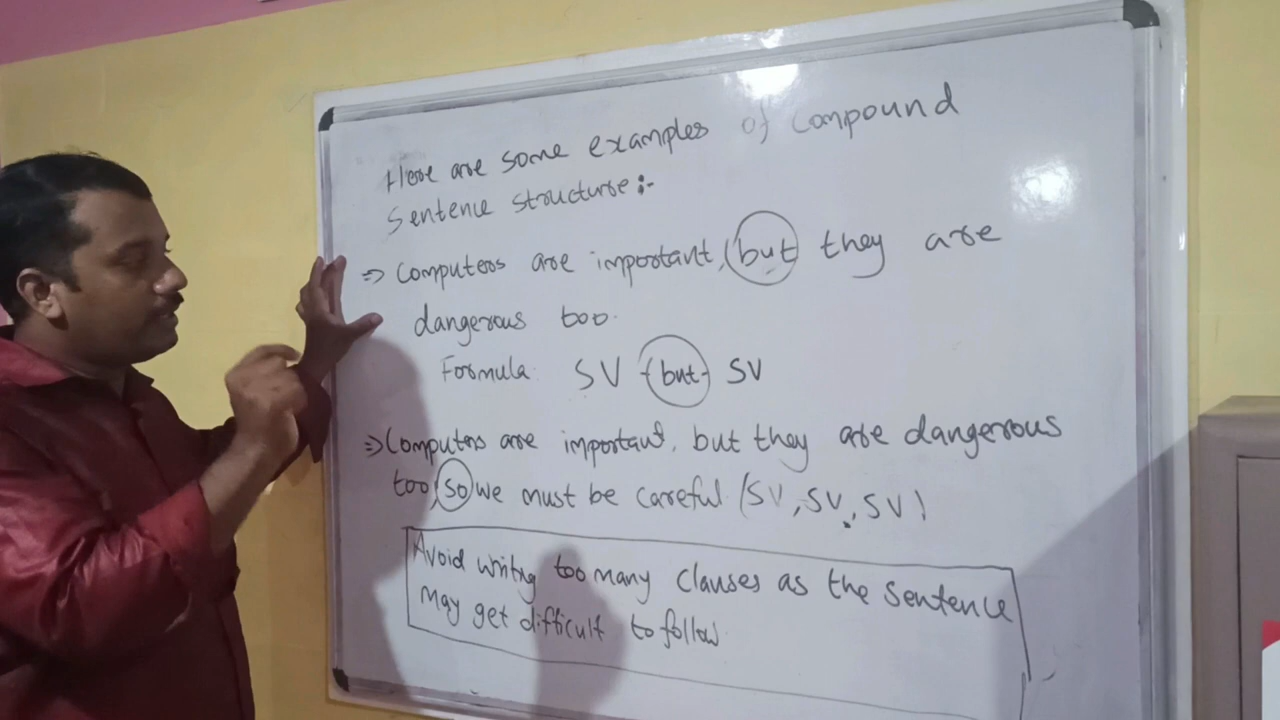 Here are some examples of Compound
Sentence structure:-
⇒ Computers are important, but they are
dangerous too.
Formula SV but SV
⇒ Computers are important, but they are dangerous
too, so we must be careful (SV, SV, SV)
Avoid writng too many clauses as the sentence
may get difficult to follow.